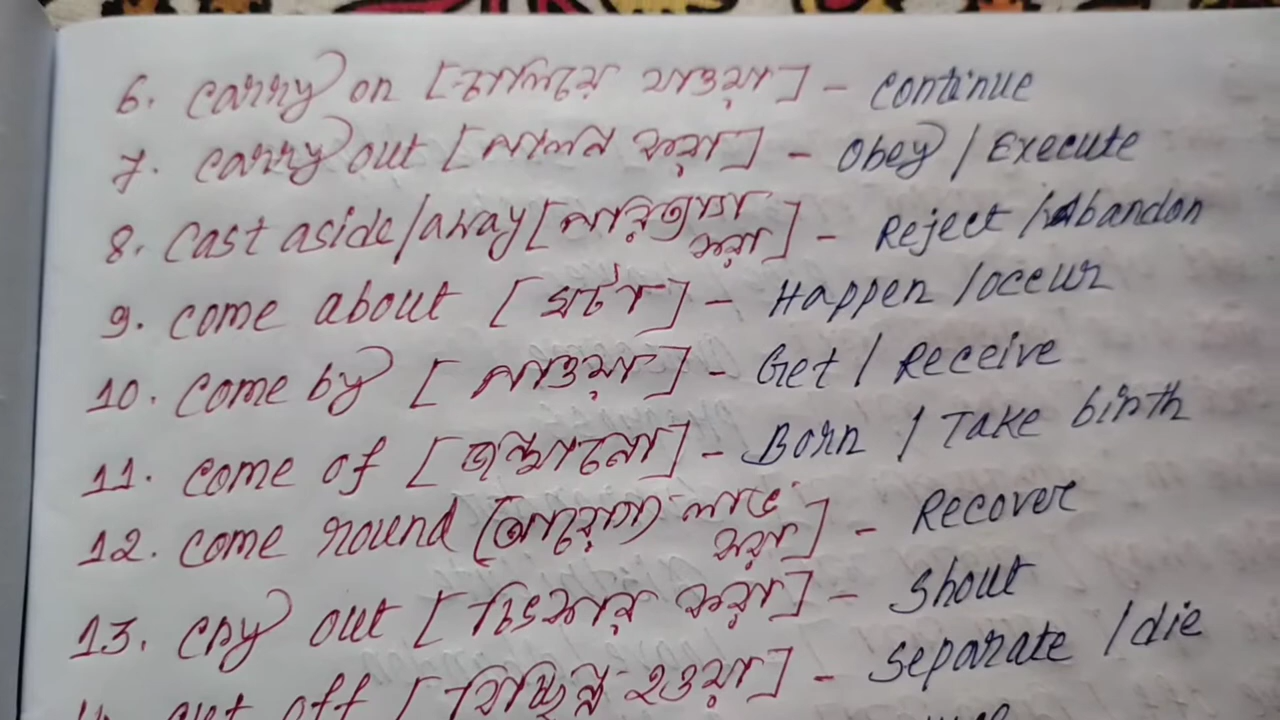 6. Carry on [চালিয়ে যাওয়া] - Continue
7. Carry out [পালন করা] - Obey / Execute
8. Cast aside/away [পরিত্যাগ করা] - Reject / Abandon
9. Come about [ঘটা] - Happen / occur
10. Come by [পাওয়া] - Get / Receive
11. Come of [জন্মানো] - Born / Take birth
12. Come round [আরোগ্য লাভ করা] - Recover
13. Cry out [চিৎকার করা] - Shout
off [বিচ্ছিন্ন হওয়া] - Separate / die